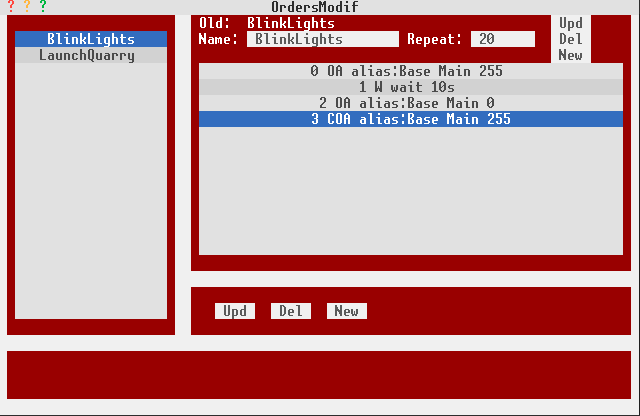 ? ? ? OrdersModif
BlinkLights
LaunchQuarry
Old: BlinkLights
Name: BlinkLights Repeat: 20
Upd
Del
New
0 OA alias:Base Main 255
1 W wait 10s
2 OA alias:Base Main 0
3 COA alias:Base Main 255
Upd Del New